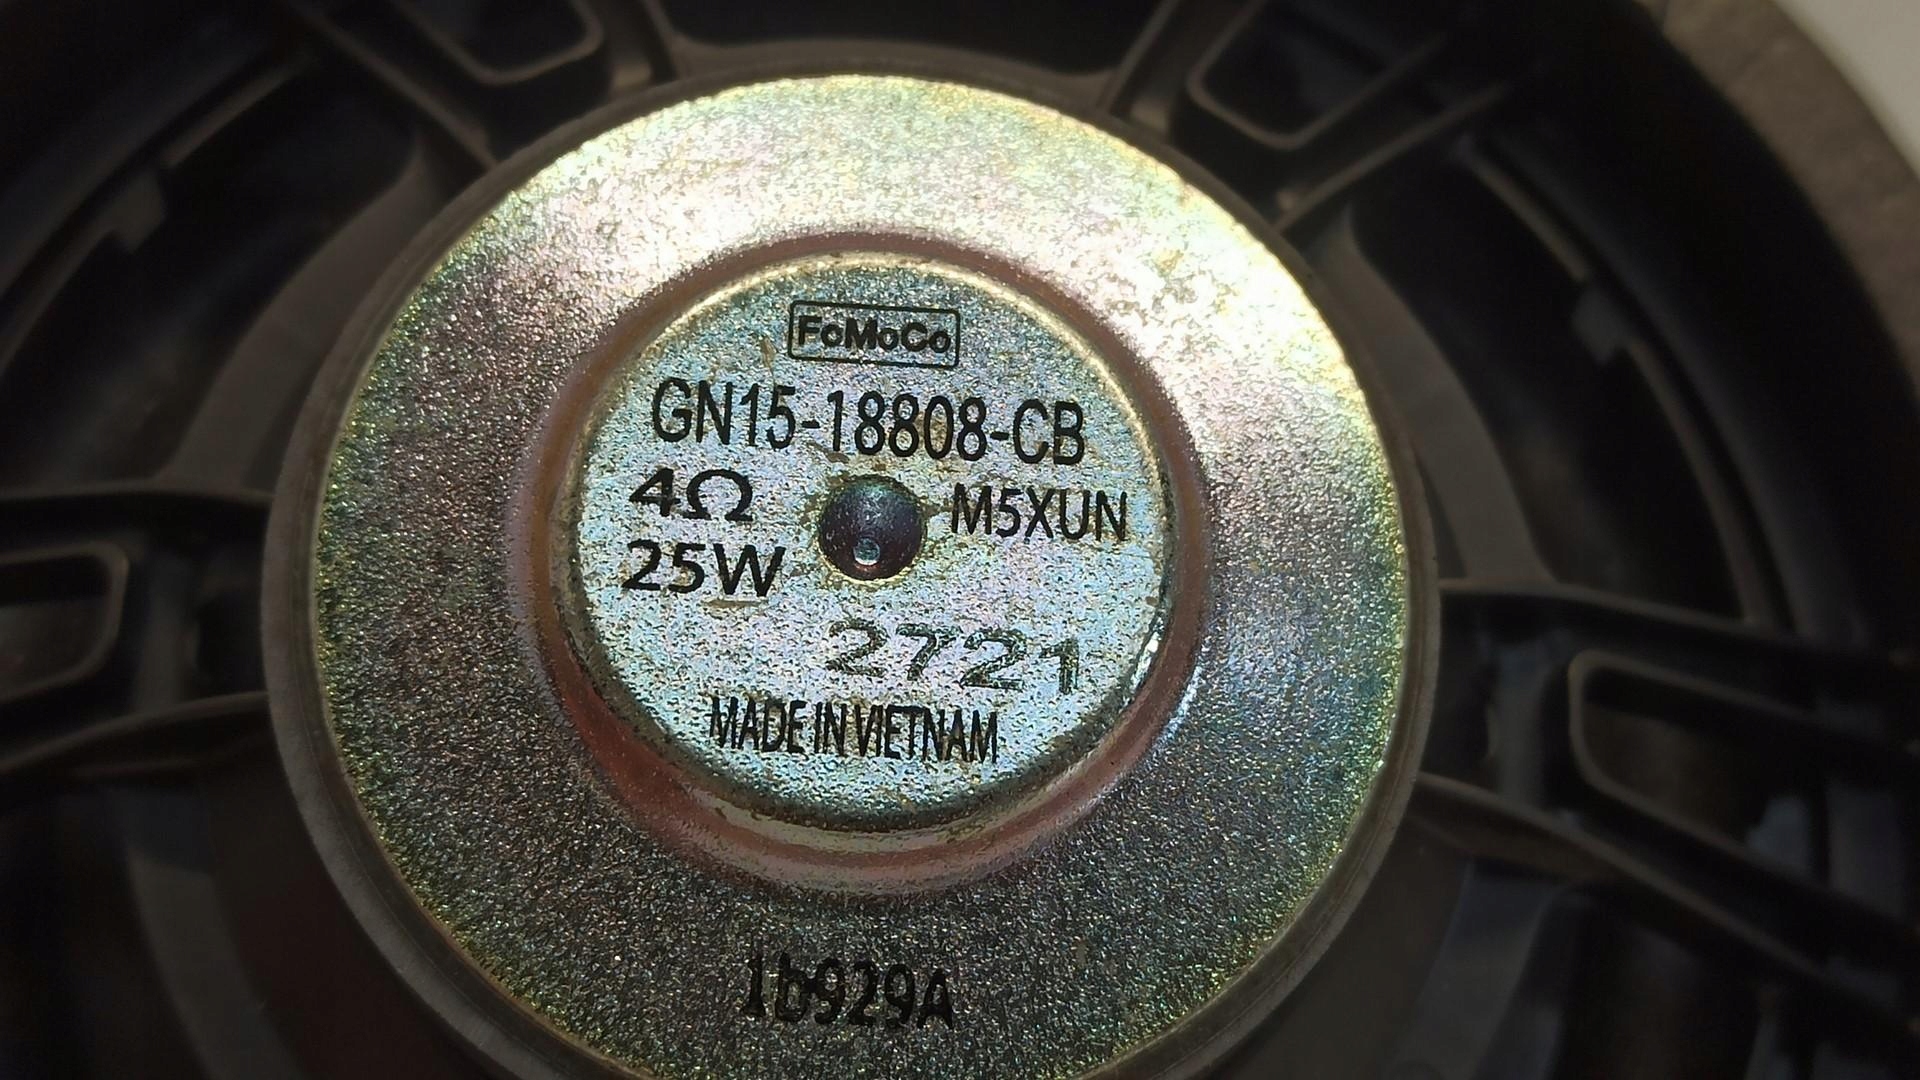 FoMoCo
GN15-18808-CB
4Ω M5XUN
25W
2721
MADE IN VIETNAM
1b929A